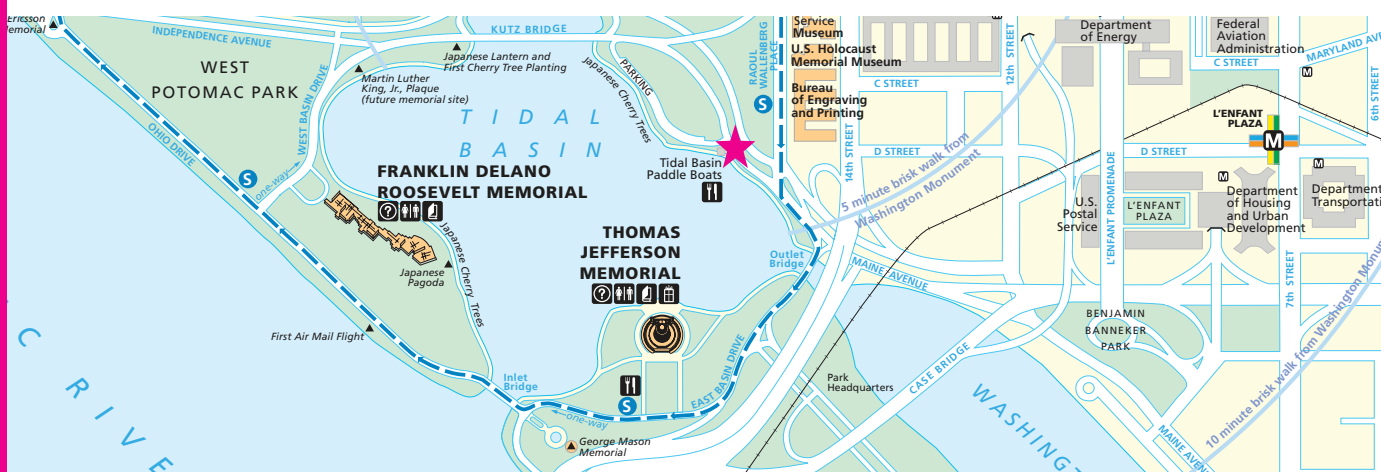 Ericsson
Memorial
INDEPENDENCE AVENUE
KUTZ BRIDGE
WEST
POTOMAC PARK
WEST BASIN DRIVE
OHIO DRIVE
Japanese Lantern and
First Cherry Tree Planting
Martin Luther
King, Jr., Plaque
(future memorial site)
TIDAL
BASIN
Japanese Cherry Trees
PARKING
RAOUL
WALLENBERG
PLACE
S
Service
Museum
U.S. Holocaust
Memorial Museum
Bureau
of Engraving
and Printing
14th STREET
C STREET
D STREET
12th STREET
Department
of Energy
Federal
Aviation
Administration
C STREET
MARYLAND AV
M
6th STREET
L'ENFANT
PLAZA
M
D STREET
M
M
Department
of Housing
and Urban
Development
Department
Transportati
U.S.
Postal
Service
L'ENFANT PROMENADE
L'ENFANT
PLAZA
7th STREET
5 minute brisk walk from
Washington Monument
Tidal Basin
Paddle Boats
FRANKLIN DELANO
ROOSEVELT MEMORIAL
?
S
one-way
Japanese Cherry Trees
Japanese
Pagoda
First Air Mail Flight
THOMAS
JEFFERSON
MEMORIAL
?
Outlet
Bridge
MAINE AVENUE
Inlet
Bridge
S
one-way
EAST BASIN DRIVE
George Mason
Memorial
Park
Headquarters
CASE BRIDGE
BENJAMIN
BANNEKER
PARK
10 minute brisk walk from Washington Monu
MAINE AVEN
WASHINGT
C RIVE